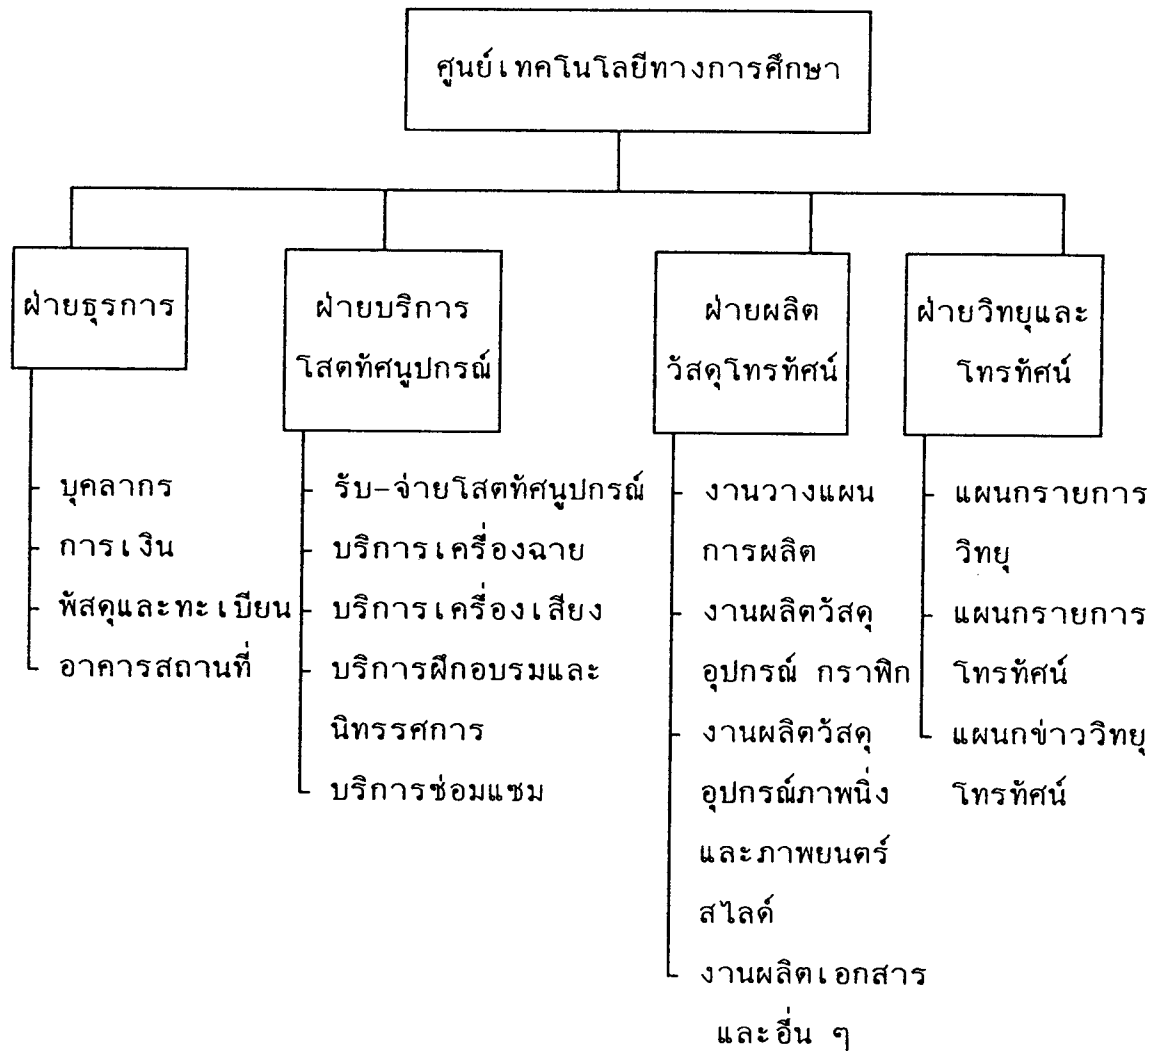 ศูนย์เทคโนโลยีทางการศึกษา
ฝ่ายธุรการ
บุคลากร
การเงิน
พัสดุและทะเบียน
อาคารสถานที่
ฝ่ายบริการ
โสตทัศนูปกรณ์
รับ-จ่ายโสตทัศนูปกรณ์
บริการเครื่องฉาย
บริการเครื่องเสียง
บริการฝึกอบรมและ
นิทรรศการ
บริการซ่อมแซม
ฝ่ายผลิต
วัสดุโทรทัศน์
งานวางแผน
การผลิต
งานผลิตวัสดุ
อุปกรณ์ กราฟิก
งานผลิตวัสดุ
อุปกรณ์ภาพนิ่ง
และภาพยนตร์
สไลด์
งานผลิตเอกสาร
และอื่น ๆ
ฝ่ายวิทยุและ
โทรทัศน์
แผนกรายการ
วิทยุ
แผนกรายการ
โทรทัศน์
แผนกข่าววิทยุ
โทรทัศน์